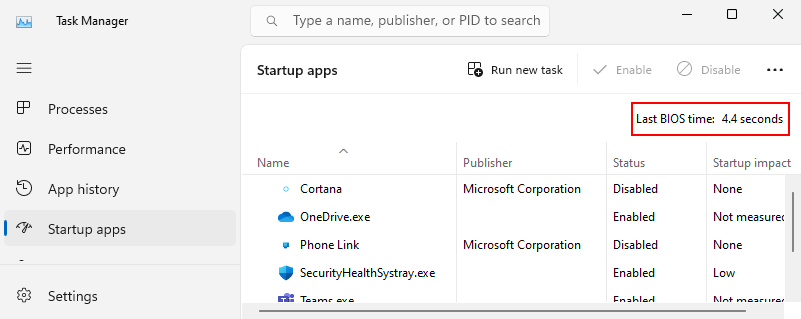 Task Manager
Type a name, publisher, or PID to search
Startup apps
Run new task
Enable
Disable
Last BIOS time: 4.4 seconds
Processes
Performance
App history
Startup apps
Settings
Name Publisher Status Startup impact
Cortana Microsoft Corporation Disabled None
OneDrive.exe Enabled Not measured
Phone Link Microsoft Corporation Disabled None
SecurityHealthSystray.exe Enabled Low
Teams.exe Enabled Not measured